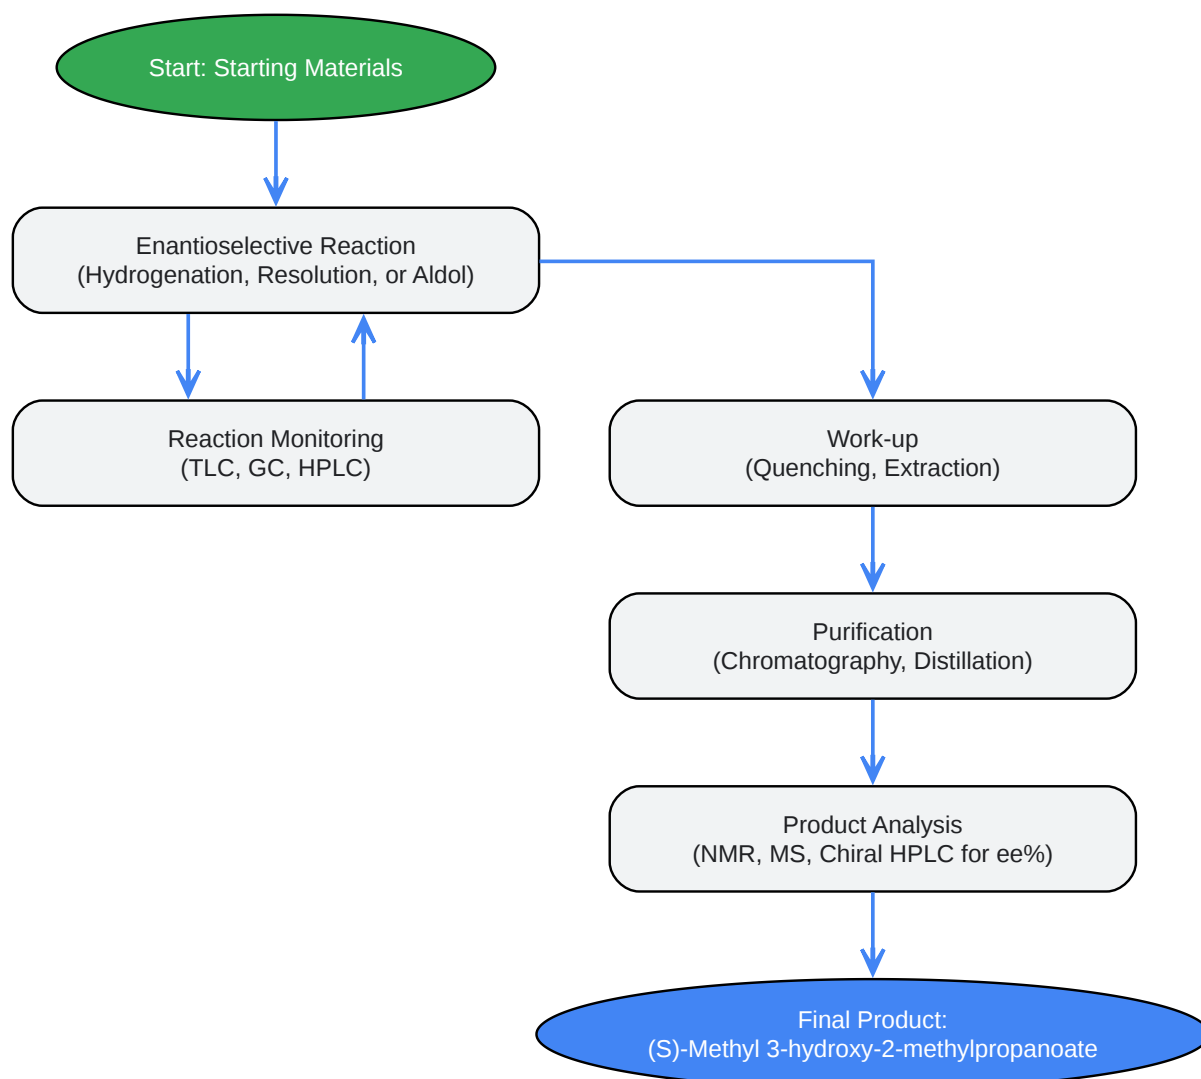 Start: Starting Materials
Enantioselective Reaction
(Hydrogenation, Resolution, or Aldol)
Reaction Monitoring
(TLC, GC, HPLC)
Work-up
(Quenching, Extraction)
Purification
(Chromatography, Distillation)
Product Analysis
(NMR, MS, Chiral HPLC for ee%)
Final Product:
(S)-Methyl 3-hydroxy-2-methylpropanoate